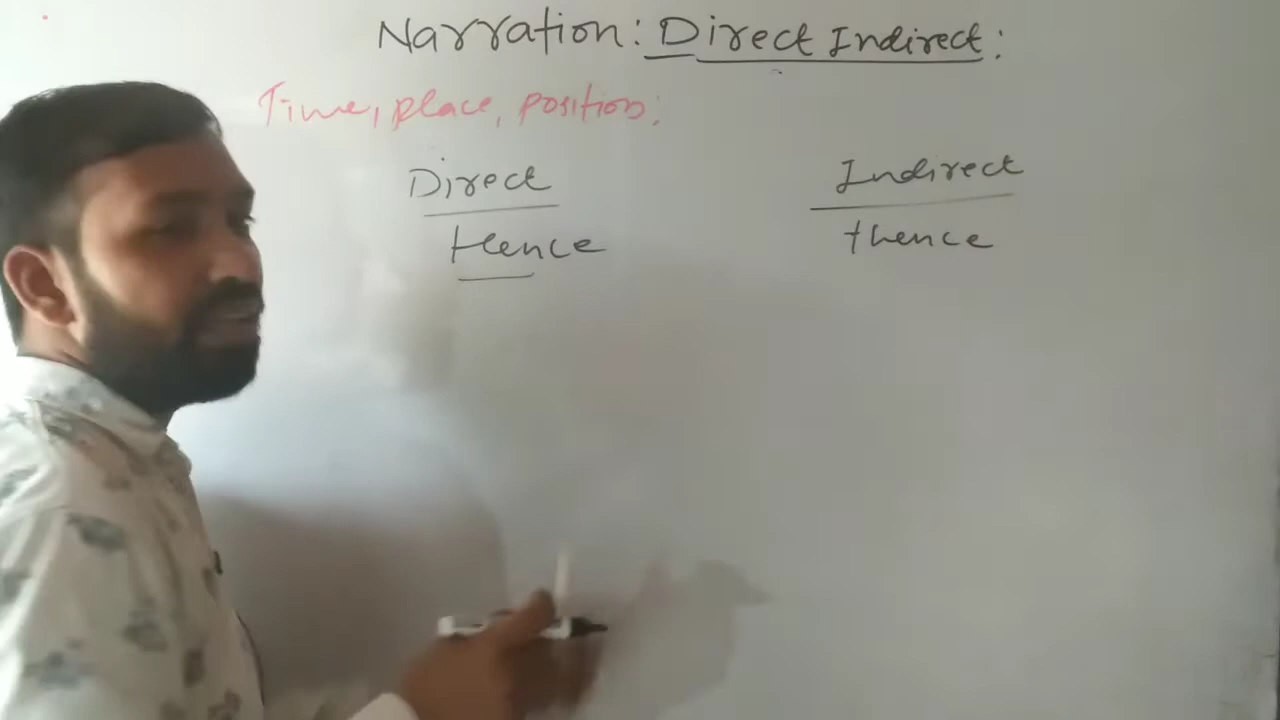 Narration: Direct Indirect:
Time, place, position:
Direct Indirect
Hence thence